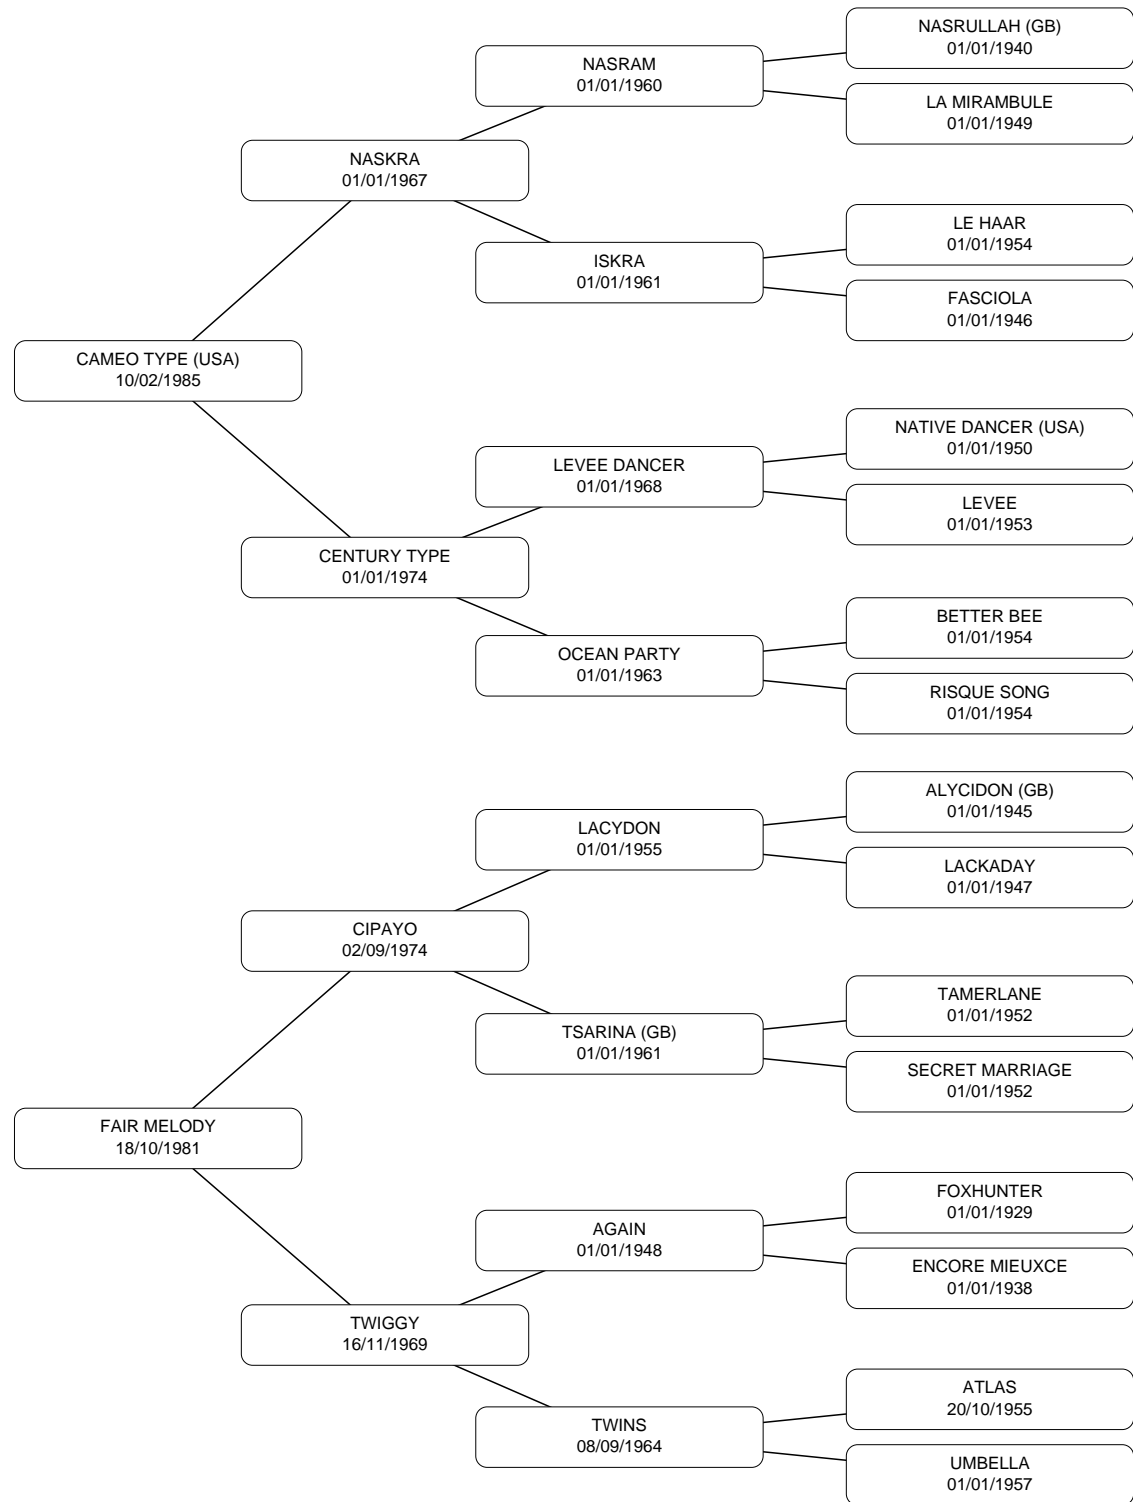 NASRULLAH (GB)
01/01/1940
NASRAM
01/01/1960
LA MIRAMBULE
01/01/1949
NASKRA
01/01/1967
LE HAAR
01/01/1954
ISKRA
01/01/1961
FASCIOLA
01/01/1946
CAMEO TYPE (USA)
10/02/1985
NATIVE DANCER (USA)
01/01/1950
LEVEE DANCER
01/01/1968
LEVEE
01/01/1953
CENTURY TYPE
01/01/1974
BETTER BEE
01/01/1954
OCEAN PARTY
01/01/1963
RISQUE SONG
01/01/1954
ALYCIDON (GB)
01/01/1945
LACYDON
01/01/1955
LACKADAY
01/01/1947
CIPAYO
02/09/1974
TAMERLANE
01/01/1952
TSARINA (GB)
01/01/1961
SECRET MARRIAGE
01/01/1952
FAIR MELODY
18/10/1981
FOXHUNTER
01/01/1929
AGAIN
01/01/1948
ENCORE MIEUXCE
01/01/1938
TWIGGY
16/11/1969
ATLAS
20/10/1955
TWINS
08/09/1964
UMBELLA
01/01/1957